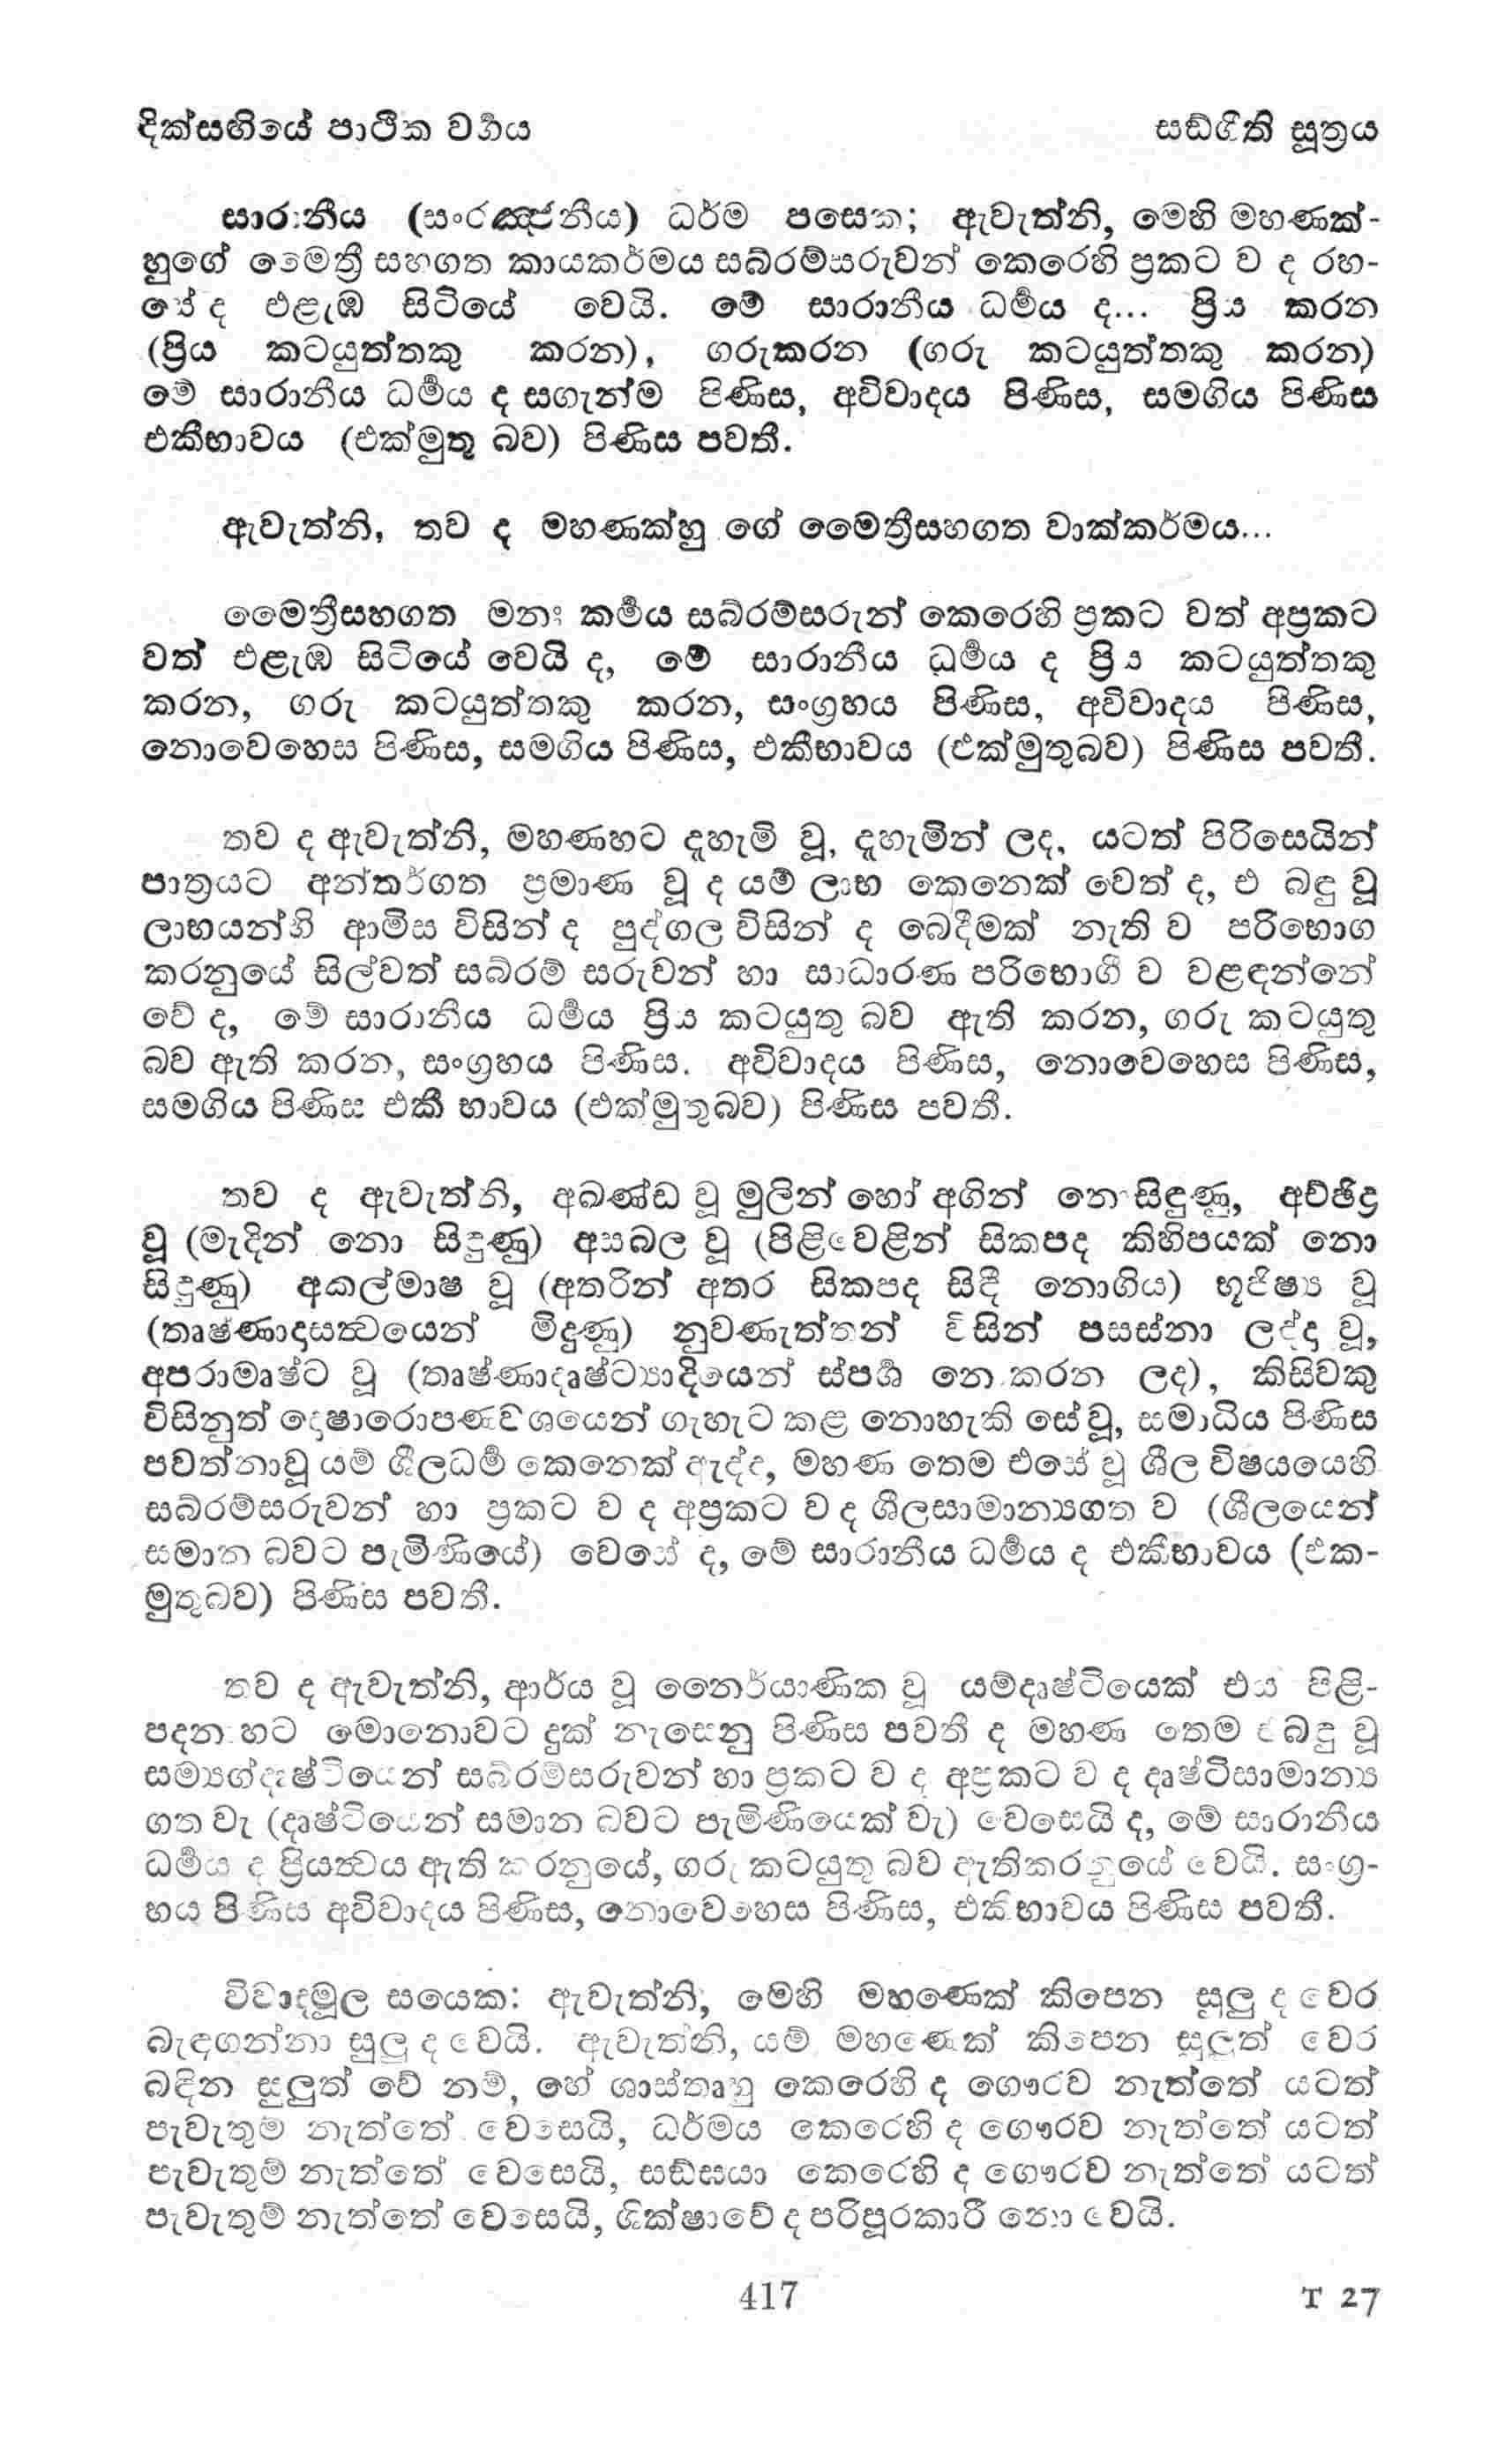 දික්සඟියේ පාථික වර්‍ගය සඞ්ගීති සූත්‍රය
සාරානීය (සංරඤ්ජනීය) ධර්ම පසෙක; ඇවැත්නි, මෙහි මහණක්-
හුගේ මෛත්‍රී සහගත කායකර්මය සබ්රම්සරුවන් කෙරෙහි ප්‍රකට ව ද රහ-
සේ ද එළැඹ සිටියේ වෙයි. මේ සාරානීය ධර්‍මය ද... ප්‍රිය කරන
(ප්‍රිය කටයුත්තකු කරන), ගරුකරන (ගරු කටයුත්තකු කරන)
මේ සාරානීය ධර්‍මය ද සගැන්ම පිණිස, අවිවාදය පිණිස, සමගිය පිණිස
එකීභාවය (එක්මුතු බව) පිණිස පවතී.
ඇවැත්නි, තව ද මහණක්හු ගේ මෛත්‍රීසහගත වාක්කර්මය...
මෛත්‍රීසහගත මනඃ කර්‍මය සබ්රම්සරුන් කෙරෙහි ප්‍රකට වත් අප්‍රකට
වත් එළැඹ සිටියේ වෙයි ද, මේ සාරානීය ධර්‍මය ද ප්‍රිය කටයුත්තකු
කරන, ගරු කටයුත්තකු කරන, සංග්‍රහය පිණිස, අවිවාදය පිණිස,
නොවෙහෙස පිණිස, සමගිය පිණිස, එකීභාවය (එක්මුතුබව) පිණිස පවතී.
තව ද ඇවැත්නි, මහණහට දැහැමි වූ, දැහැමින් ලද, යටත් පිරිසෙයින්
පාත්‍රයට අන්තර්ගත ප්‍රමාණ වූ ද යම් ලාභ කෙනෙක් වෙත් ද, එ බඳු වූ
ලාභයන්හි ආමිස විසින් ද පුද්ගල විසින් ද බෙදීමක් නැති ව පරිභොග
කරනුයේ සිල්වත් සබ්රම් සරුවන් හා සාධාරණ පරිභොගී ව වළඳන්නේ
වේ ද, මේ සාරානීය ධර්‍මය ප්‍රිය කටයුතු බව ඇති කරන, ගරු කටයුතු
බව ඇති කරන, සංග්‍රහය පිණිස. අවිවාදය පිණිස, නොවෙහෙස පිණිස,
සමගිය පිණිස එකී භාවය (එක්මුතුබව) පිණිස පවතී.
තව ද ඇවැත්නි, අඛණ්ඩ වූ මුලින් හෝ අගින් නොසිඳුණු, අච්ඡිද්‍ර
වූ (මැදින් නො සිඳුණු) අසබල වූ (පිළිවෙළින් සිකපද කිහිපයක් නො
සිඳුණු) අකල්මාෂ වූ (අතරින් අතර සිකපද සිදී නොගිය) භූජිෂ්‍ය වූ
(තෘෂ්ණාදාසත්‍වයෙන් මිදුණු) නුවණැත්තන් විසින් පසස්නා ලද්දා වූ,
අපරාමෘෂ්ට වූ (තෘෂ්ණාදෘෂ්ට්‍යාදියෙන් ස්පර්‍ශ නො කරන ලද), කිසිවකු
විසිනුත් දොෂාරොපණවශයෙන් ගැහැට කළ නොහැකි සේ වූ, සමාධිය පිණිස
පවත්නාවූ යම් ශීලධර්‍ම කෙනෙක් ඇද්ද, මහණ තෙම එසේ වූ ශීල විෂයයෙහි
සබ්රම්සරුවන් හා ප්‍රකට ව ද අප්‍රකට ව ද ශීලසාමාන්‍යගත ව (ශීලයෙන්
සමාන බවට පැමිණියේ) වෙසේ ද, මේ සාරානීය ධර්‍මය ද එකීභාවය (එක-
මුතුබව) පිණිස පවතී.
තව ද ඇවැත්නි, ආර්ය වූ නෛර්යාණික වූ යම්දෘෂ්ටියෙක් එය පිළි-
පදනාහට මොනොවට දුක් නැසෙනු පිණිස පවතී ද මහණ තෙම එබඳු වූ
සම්‍යග්දෘෂ්ටියෙන් සබ්රම්සරුවන් හා ප්‍රකට ව ද අප්‍රකට ව ද දෘෂ්ටිසාමාන්‍ය
ගත වැ (දෘෂ්ටියෙන් සමාන බවට පැමිණියෙක් වැ) වෙසෙයි ද, මේ සාරානීය
ධර්‍මය ද ප්‍රියත්‍වය ඇති කරනුයේ, ගරු කටයුතු බව ඇතිකරනුයේ වෙයි. සංග්‍ර-
හය පිණිස අවිවාදය පිණිස, නොවෙහෙස පිණිස, එකීභාවය පිණිස පවතී.
විවාදමූල සයෙක: ඇවැත්නි, මෙහි මහණෙක් කිපෙන සුලු ද වෙර
බැඳගන්නා සුලු ද වෙයි. ඇවැත්නි, යම් මහණෙක් කිපෙන සුලුත් වෙර
බඳින සුලුත් වේ නම්, හේ ශාස්තෘහු කෙරෙහි ද ගෞරව නැත්තේ යටත්
පැවැතුම් නැත්තේ වෙසෙයි, ධර්මය කෙරෙහි ද ගෞරව නැත්තේ යටත්
පැවැතුම් නැත්තේ වෙසෙයි, සඞ්ඝයා කෙරෙහි ද ගෞරව නැත්තේ යටත්
පැවැතුම් නැත්තේ වෙසෙයි, ශික්ෂාවේ ද පරිපූරකාරී නො වෙයි.
417 T 27